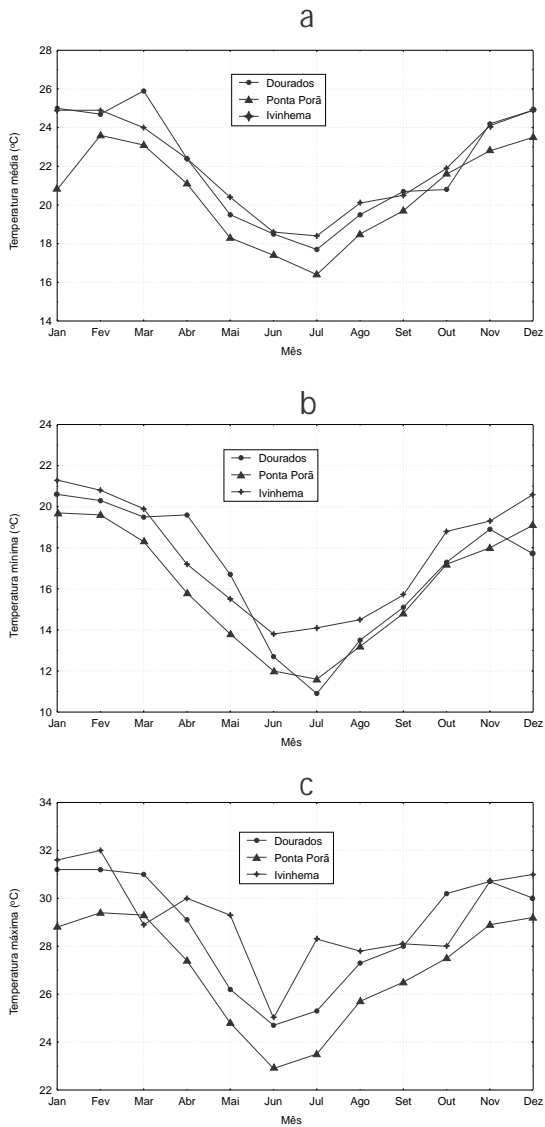 a
28
26
24
22
20
18
16
14
Temperatura média (ºC)
Dourados
Ponta Porã
Ivinhema
Jan Fev Mar Abr Mai Jun Jul Ago Set Out Nov Dez
Mês
b
24
22
20
18
16
14
12
10
Temperatura mínima (ºC)
Dourados
Ponta Porã
Ivinhema
Jan Fev Mar Abr Mai Jun Jul Ago Set Out Nov Dez
Mês
c
34
32
30
28
26
24
22
Temperatura máxima (ºC)
Dourados
Ponta Porã
Ivinhema
Jan Fev Mar Abr Mai Jun Jul Ago Set Out Nov Dez
Mês